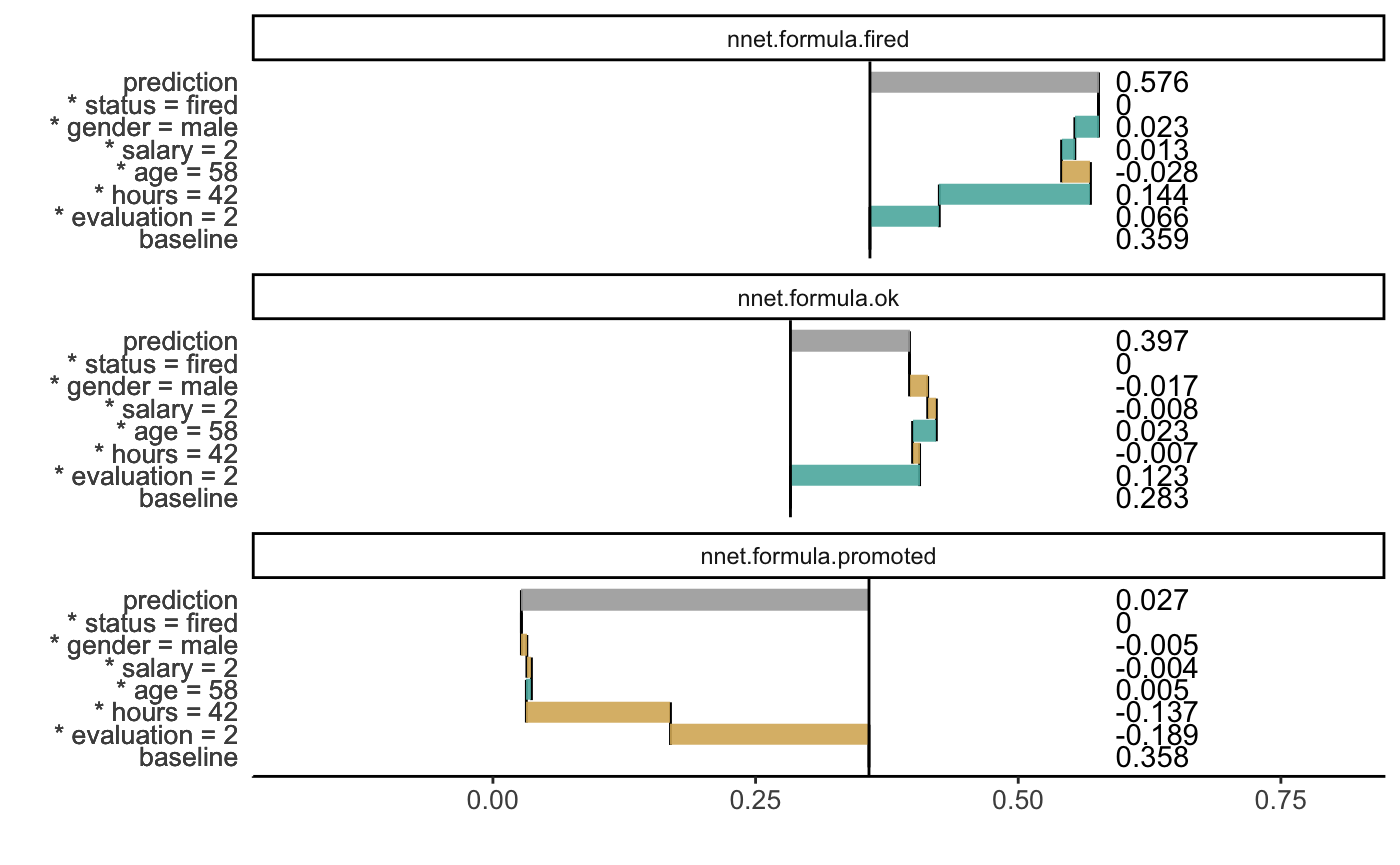 nnet.formula.fired
prediction 0.576
* status = fired 0
* gender = male 0.023
* salary = 2 0.013
* age = 58 -0.028
* hours = 42 0.144
* evaluation = 2 0.066
baseline 0.359
nnet.formula.ok
prediction 0.397
* status = fired 0
* gender = male -0.017
* salary = 2 -0.008
* age = 58 0.023
* hours = 42 -0.007
* evaluation = 2 0.123
baseline 0.283
nnet.formula.promoted
prediction 0.027
* status = fired 0
* gender = male -0.005
* salary = 2 -0.004
* age = 58 0.005
* hours = 42 -0.137
* evaluation = 2 -0.189
baseline 0.358
0.00 0.25 0.50 0.75